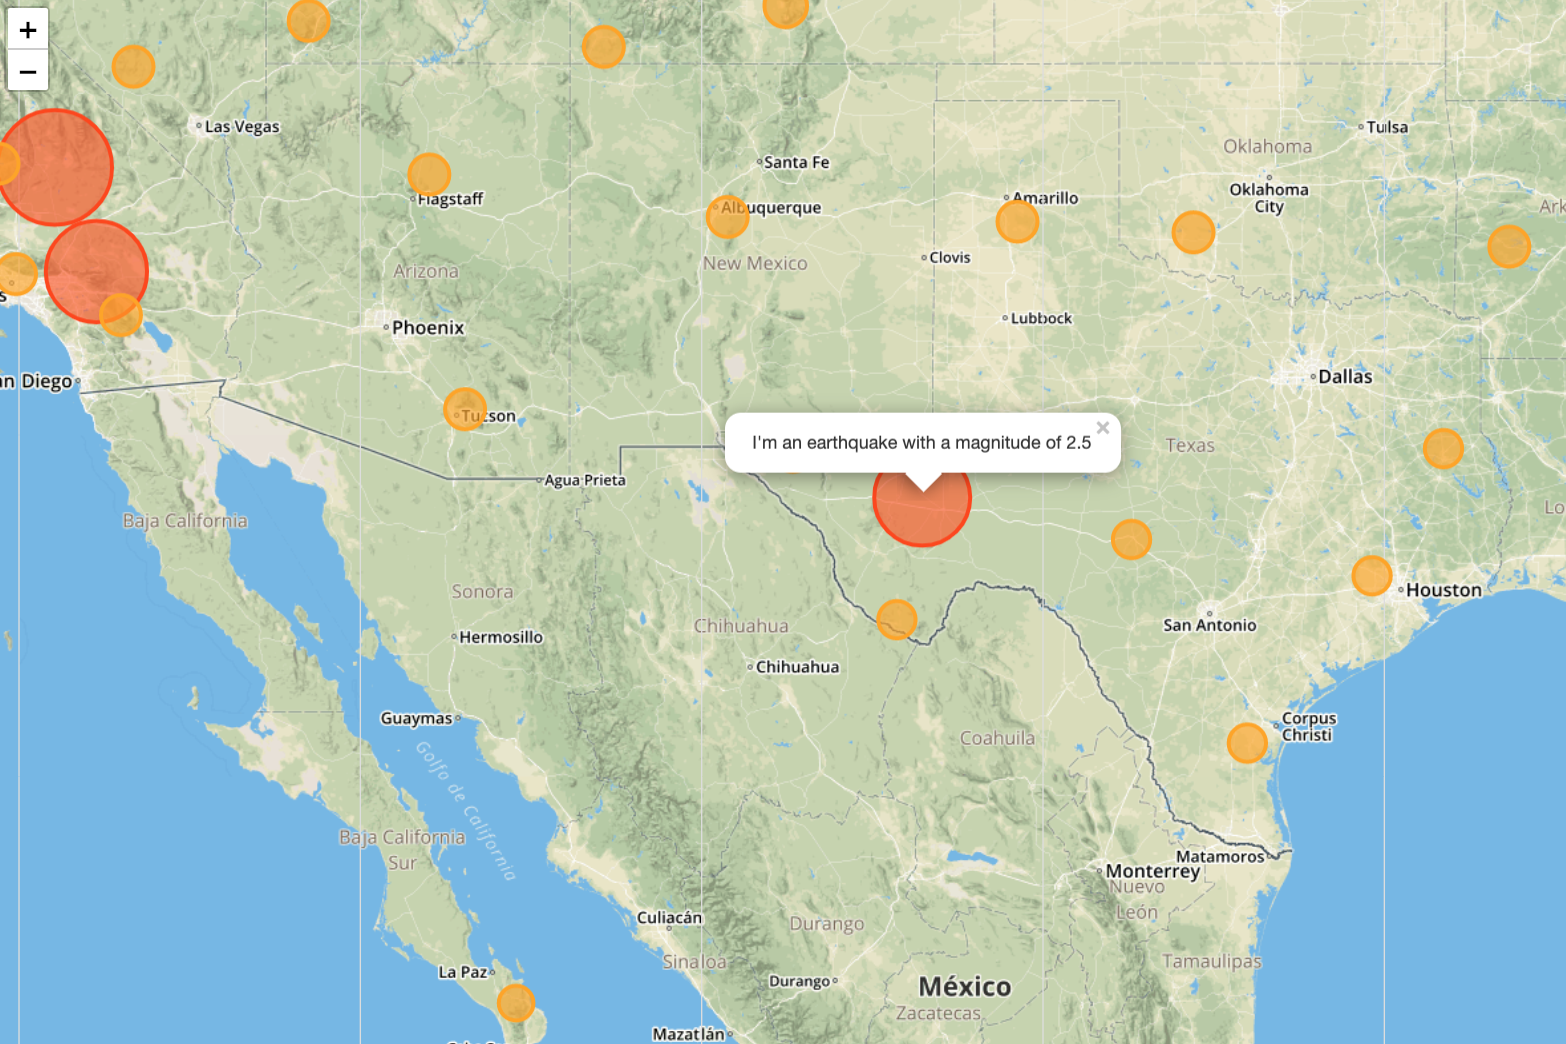 +
−
Las Vegas
Santa Fe
Tulsa
Oklahoma
Flagstaff
Amarillo
Oklahoma
City
Albuquerque
Ark
Arizona
New Mexico
Clovis
s
Phoenix
Lubbock
an Diego
Dallas
Tucson
I'm an earthquake with a magnitude of 2.5
×
Texas
Agua Prieta
Baja California
Lo
Sonora
Houston
Chihuahua
San Antonio
Hermosillo
Chihuahua
Guaymas
Corpus
Christi
Golfo de California
Coahuila
Baja California
Sur
Matamoros
Monterrey
Nuevo
León
Culiacán
Durango
Sinaloa
Tamaulipas
La Paz
Durango
México
Zacatecas
Mazatlán